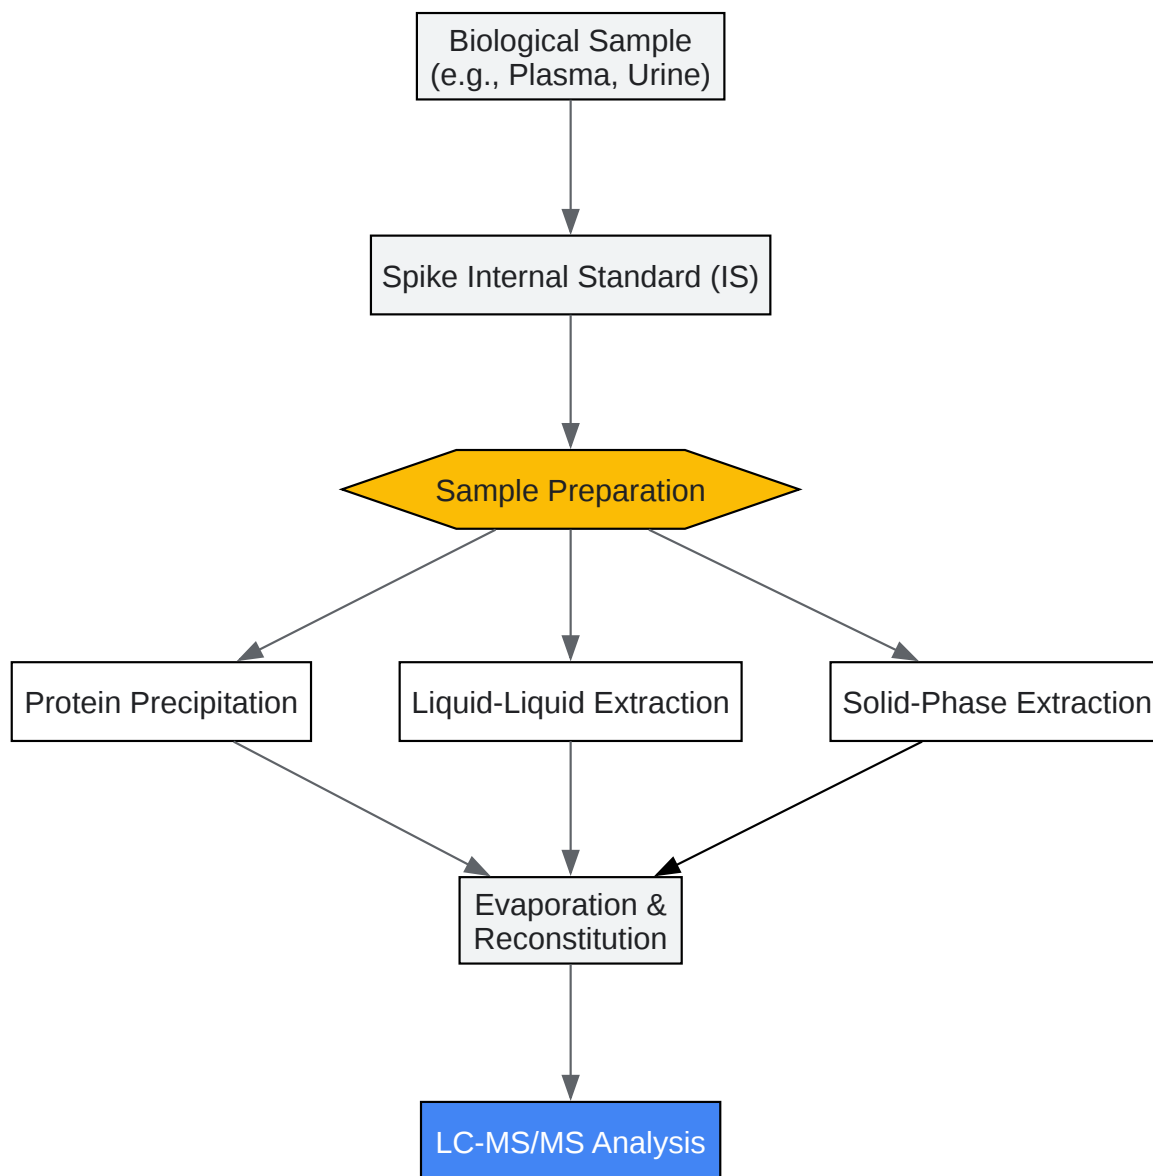 Biological Sample
(e.g., Plasma, Urine)
Spike Internal Standard (IS)
Sample Preparation
Protein Precipitation
Liquid-Liquid Extraction
Solid-Phase Extraction
Evaporation &
Reconstitution
LC-MS/MS Analysis